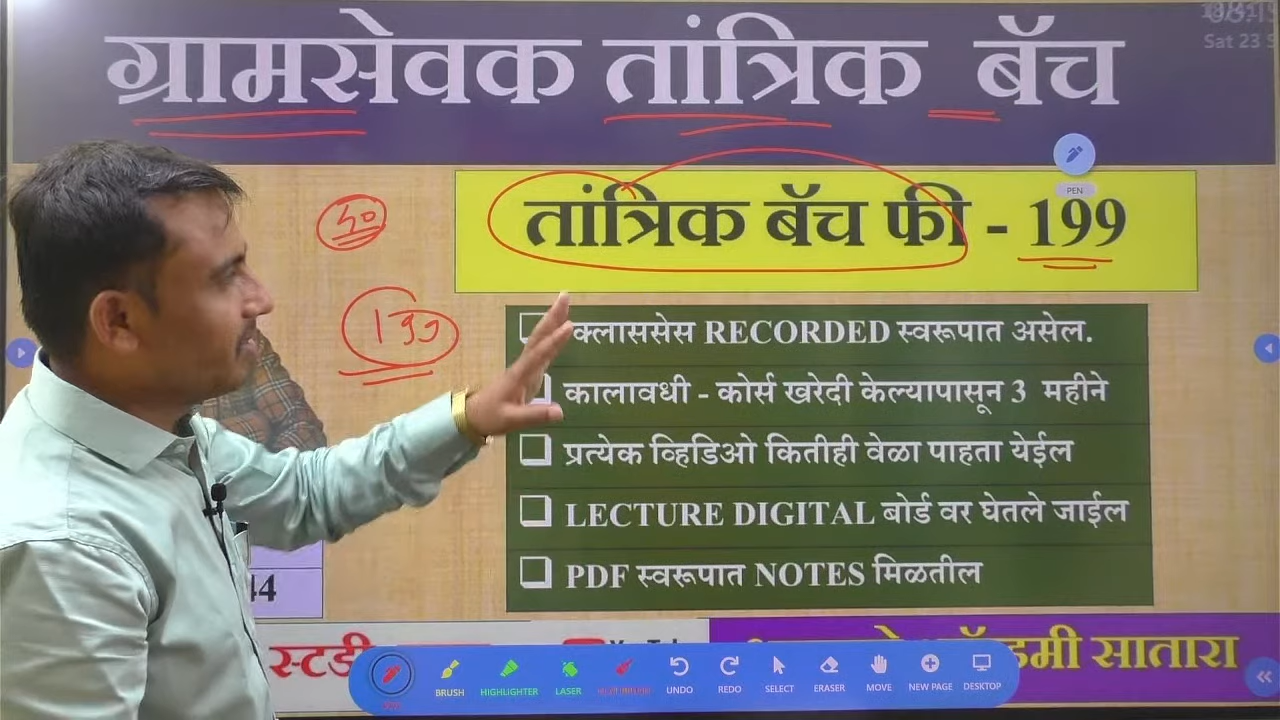 ग्रामसेवक तांत्रिक बॅच
Sat 23 S
PEN
तांत्रिक बॅच फी - 199
50
199
क्लाससेस RECORDED स्वरूपात असेल.
कालावधी - कोर्स खरेदी केल्यापासून 3 महीने
प्रत्येक व्हिडिओ कितीही वेळा पाहता येईल
LECTURE DIGITAL बोर्ड वर घेतले जाईल
PDF स्वरूपात NOTES मिळतील
44
स्टडी
डमी सातारा
BRUSH HIGHLIGHTER LASER UNDO REDO SELECT ERASER MOVE NEW PAGE DESKTOP